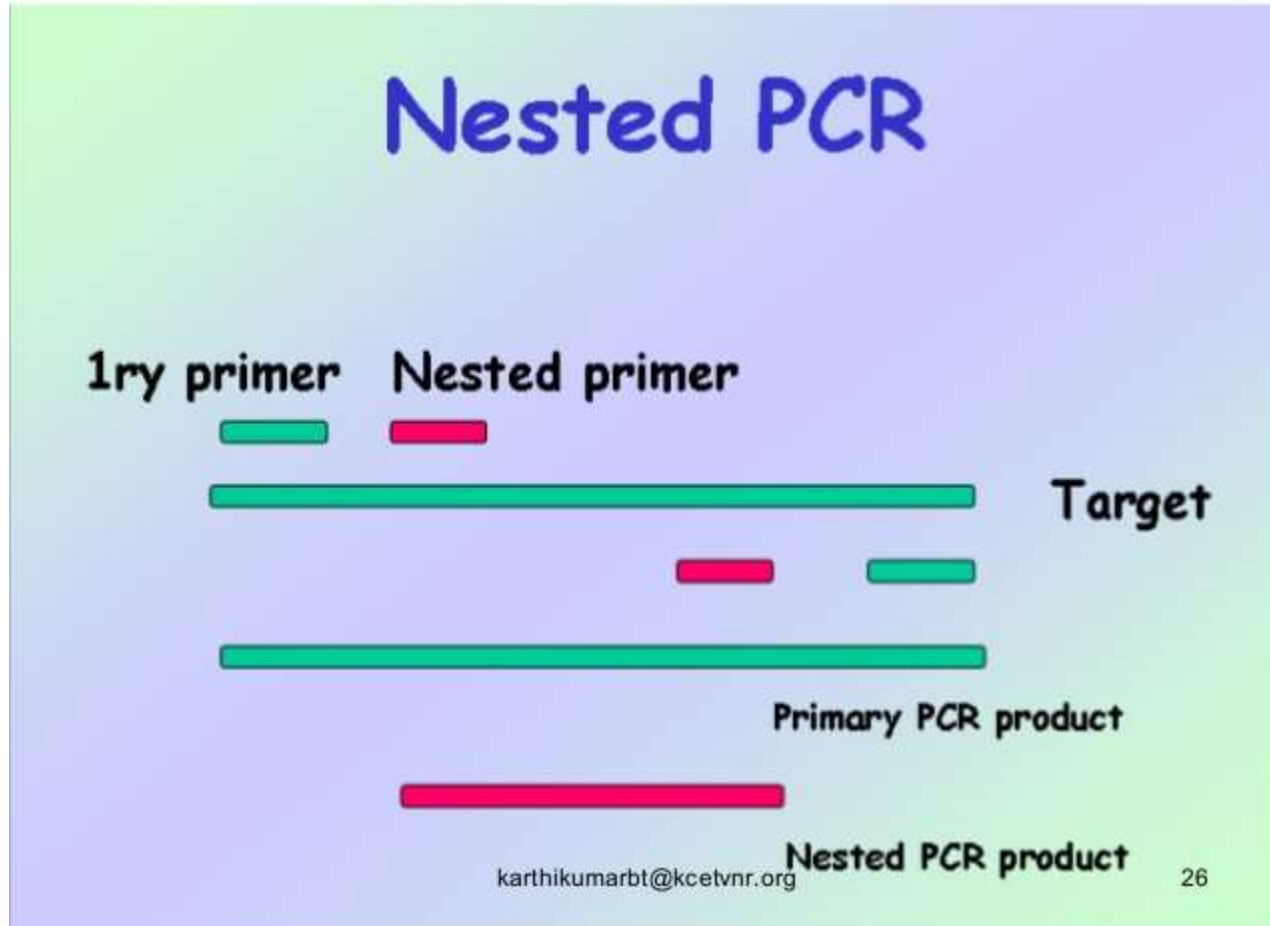 Nested PCR
1ry primer Nested primer
Target
Primary PCR product
Nested PCR product
karthikumarbt@kcetvnr.org
26